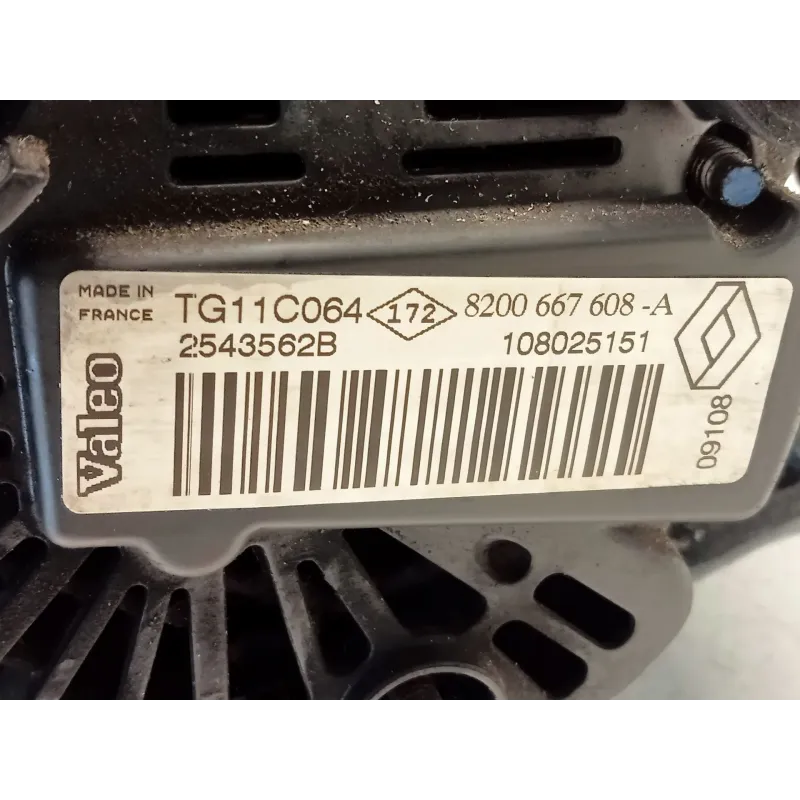 MADE IN
FRANCE
TG11C064 172 8200 667 608 -A
2543562B 108025151
Valeo
09108